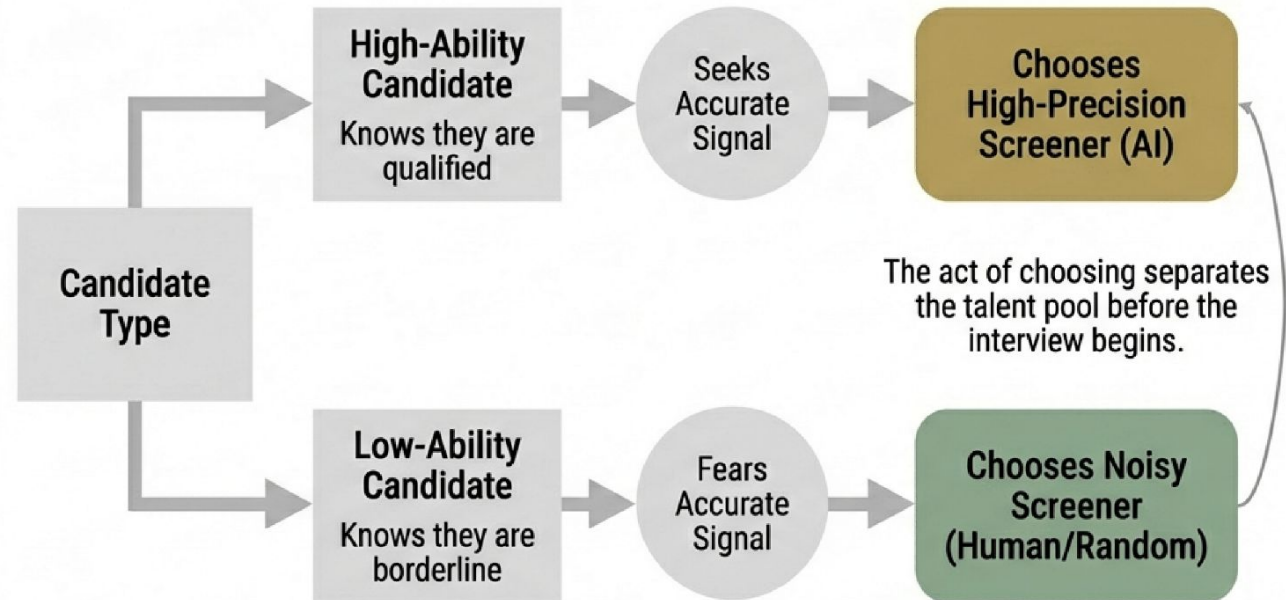 Candidate
Type
High-Ability
Candidate
Knows they are
qualified
Seeks
Accurate
Signal
Chooses
High-Precision
Screener (AI)
The act of choosing separates
the talent pool before the
interview begins.
Low-Ability
Candidate
Knows they are
borderline
Fears
Accurate
Signal
Chooses Noisy
Screener
(Human/Random)